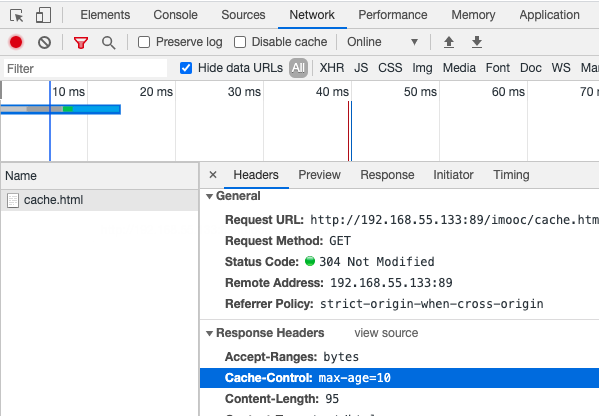 Elements Console Sources Network Performance Memory Application
Preserve log Disable cache Online
Filter Hide data URLs All XHR JS CSS Img Media Font Doc WS
10 ms 20 ms 30 ms 40 ms 50 ms 60 ms
Name × Headers Preview Response Initiator Timing
cache.html
General
Request URL: http://192.168.55.133:89/imooc/cache.htm
Request Method: GET
Status Code: 304 Not Modified
Remote Address: 192.168.55.133:89
Referrer Policy: strict-origin-when-cross-origin
Response Headers view source
Accept-Ranges: bytes
Cache-Control: max-age=10
Content-Length: 95